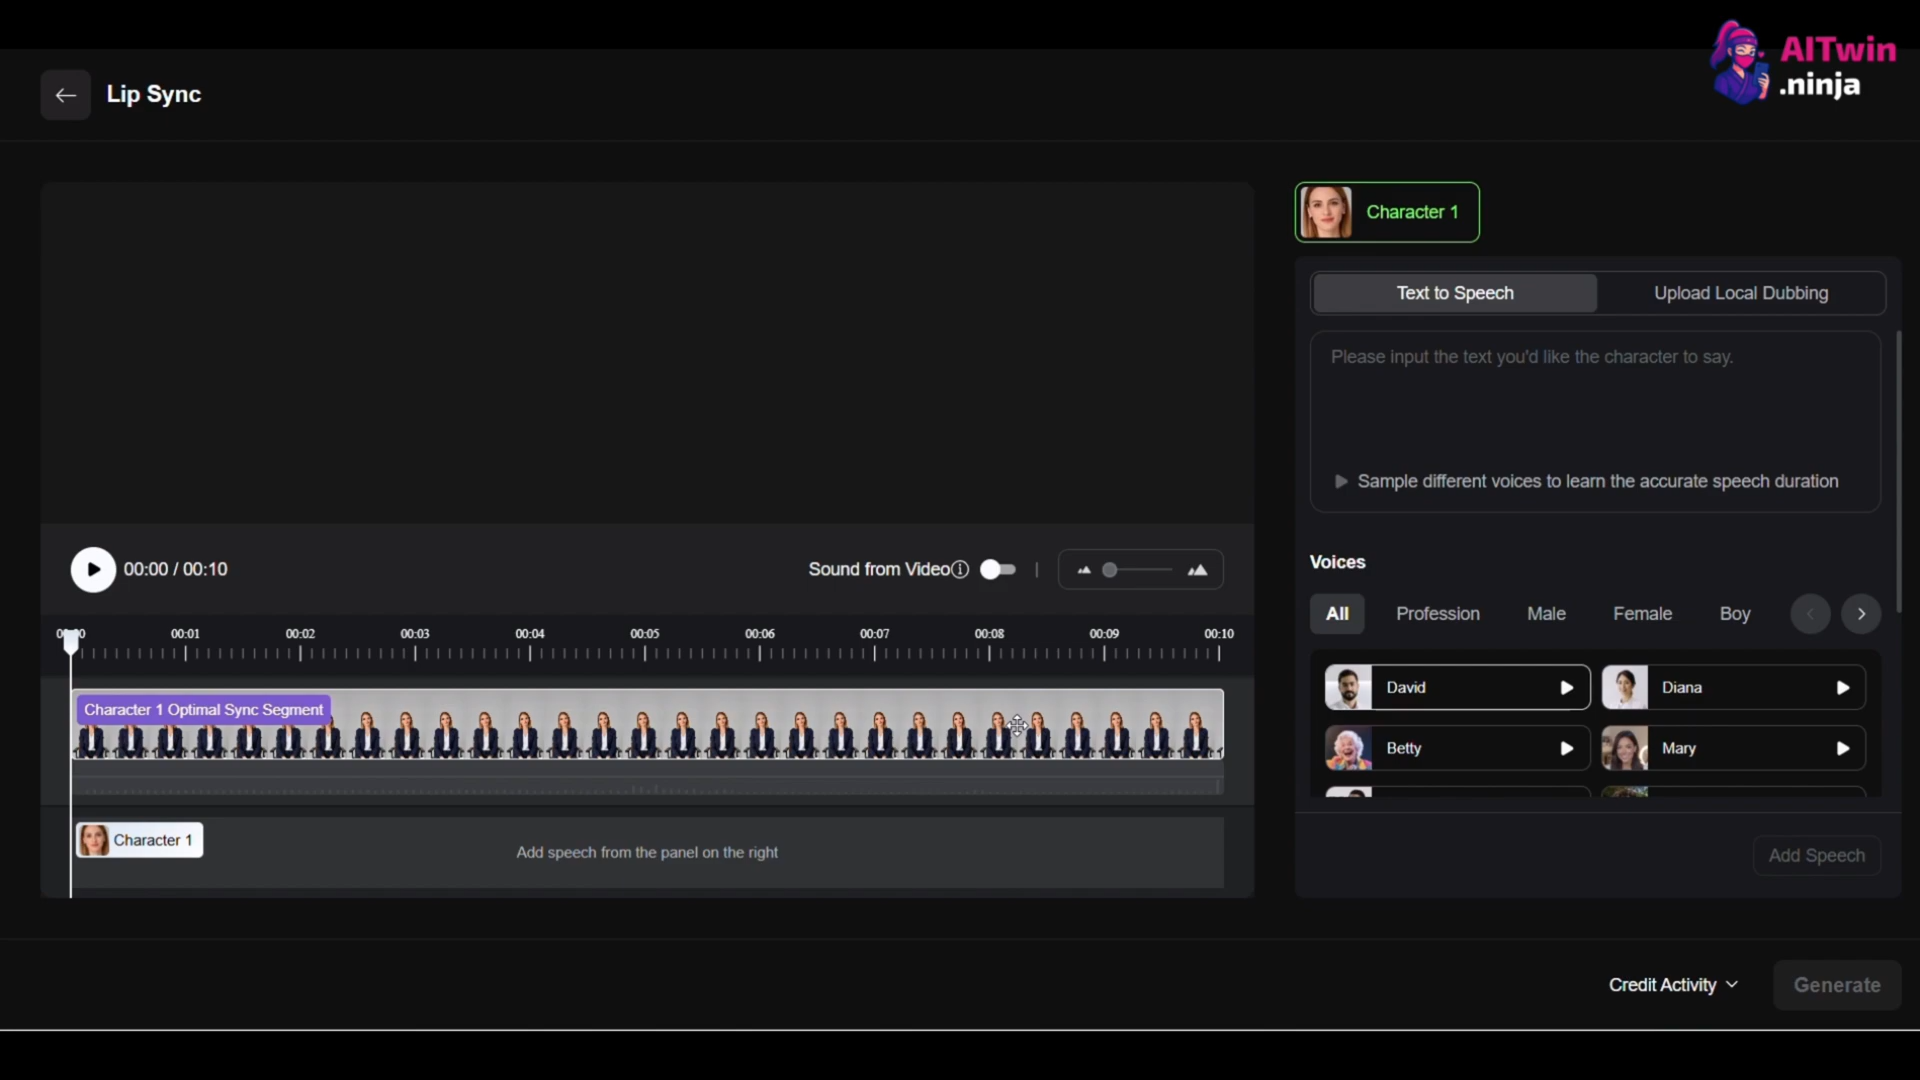 AITwin
.ninja
Lip Sync
Character 1
Text to Speech
Upload Local Dubbing
Please input the text you'd like the character to say.
Sample different voices to learn the accurate speech duration
00:00 / 00:10
Sound from Video
Voices
All
Profession
Male
Female
Boy
00:01
00:02
00:03
00:04
00:05
00:06
00:07
00:08
00:09
00:10
David
Diana
Character 1 Optimal Sync Segment
Betty
Mary
Character 1
Add speech from the panel on the right
Add Speech
Credit Activity
Generate